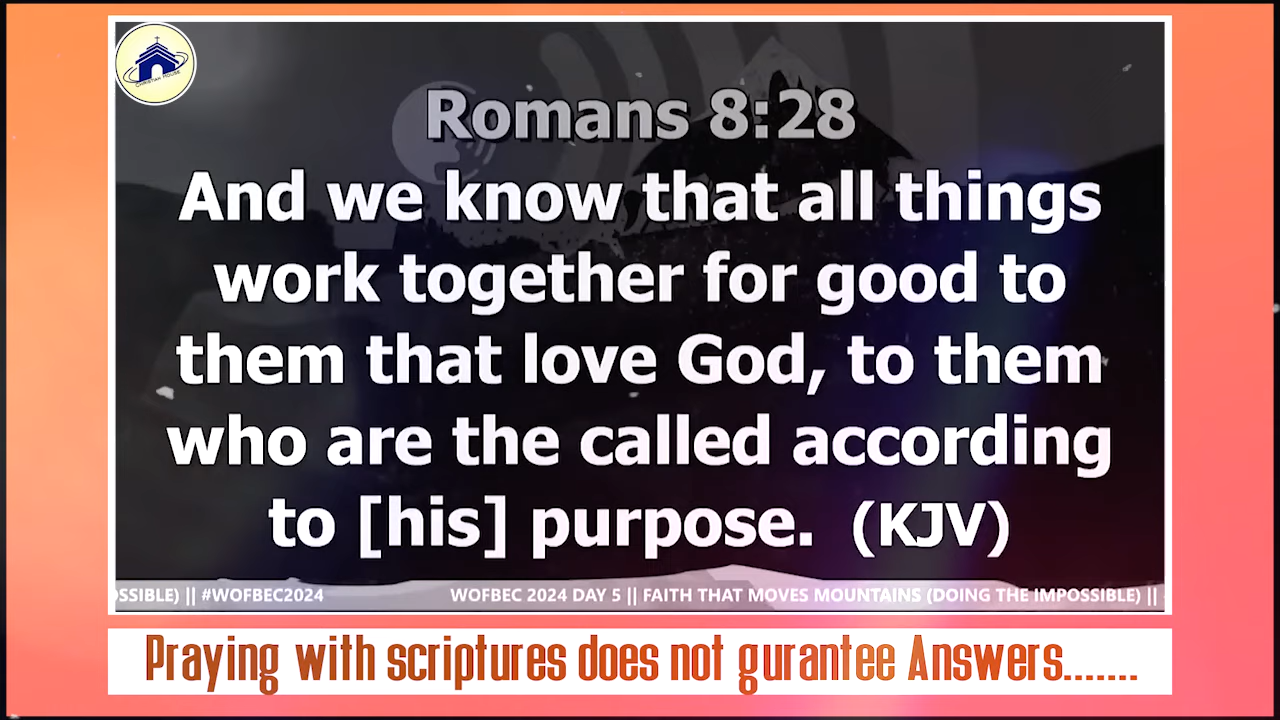 CHRISTIAN HOUSE
Romans 8:28
And we know that all things
work together for good to
them that love God, to them
who are the called according
to [his] purpose. (KJV)
OSSIBLE) || #WOFBEC2024 WOFBEC 2024 DAY 5 || FAITH THAT MOVES MOUNTAINS (DOING THE IMPOSSIBLE) ||
Praying with scriptures does not gurantee Answers.......